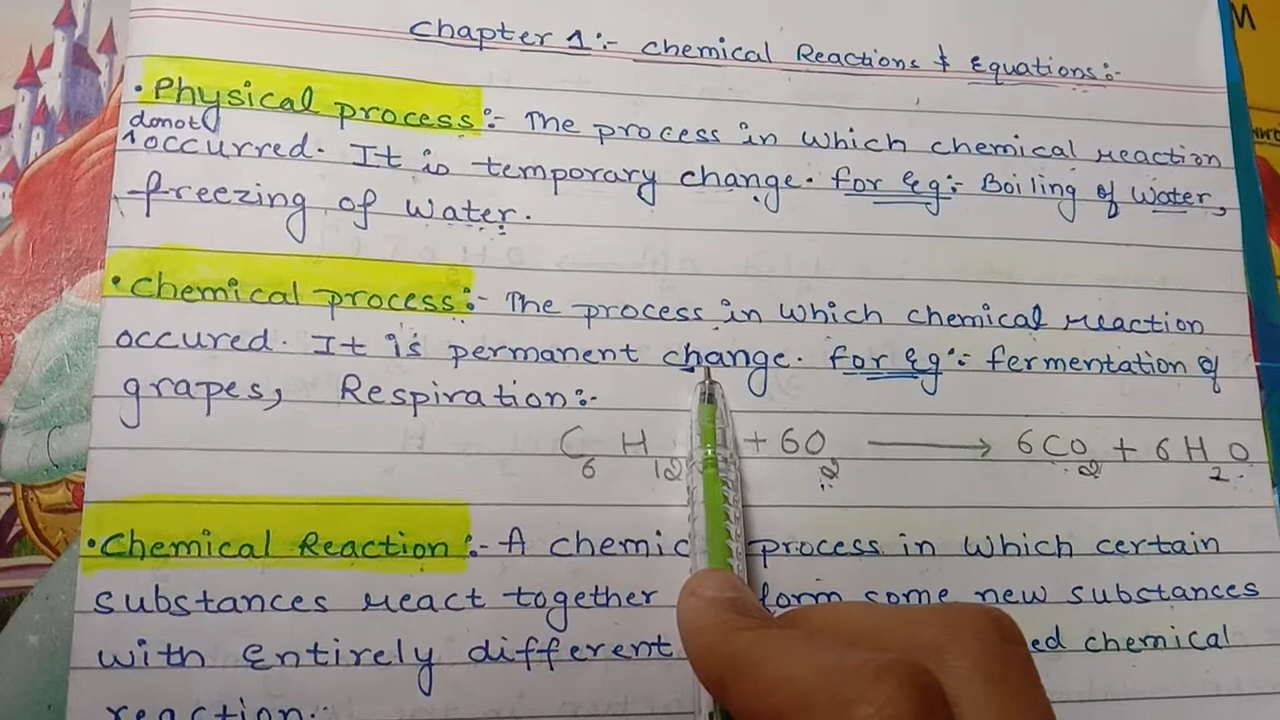 Chapter 1:- Chemical Reactions & Equations:-
• Physical process:- The process in which chemical reaction
donot
occurred. It is temporary change. for eg:- Boiling of Water,
freezing of water.
• Chemical process:- The process in which chemical reaction
occured. It is permanent change. for eg:- fermentation of
grapes, Respiration:-
C6 H12 + 6O2 ⟶ 6CO2 + 6H2O
• Chemical Reaction:- A chemic process in which certain
substances react together form some new substances
with entirely different ed chemical
reaction.
M